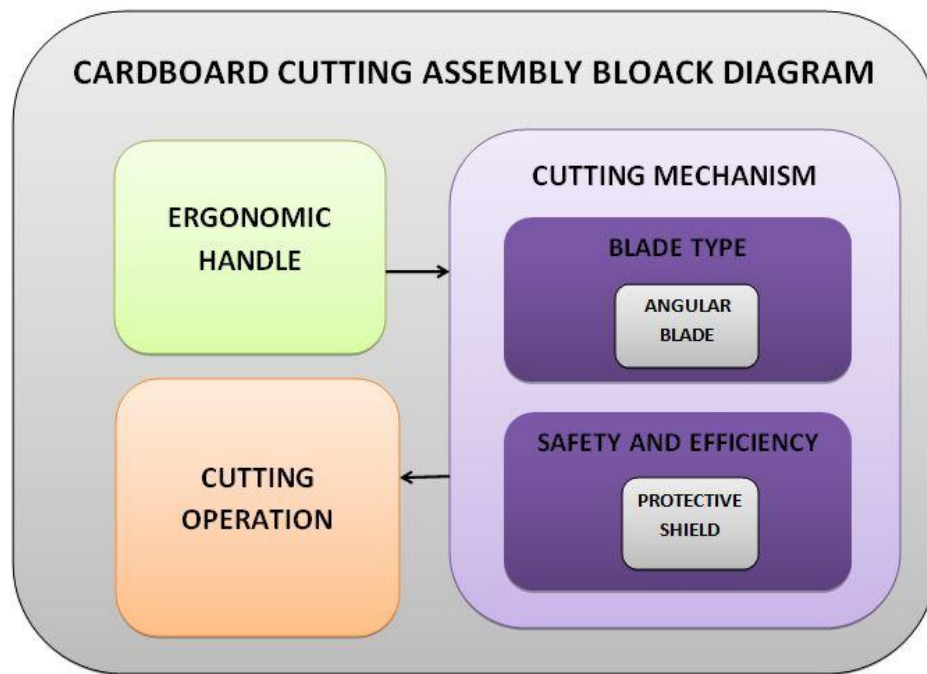 CARDBOARD CUTTING ASSEMBLY BLOACK DIAGRAM
ERGONOMIC
HANDLE
CUTTING MECHANISM
BLADE TYPE
ANGULAR
BLADE
SAFETY AND EFFICIENCY
PROTECTIVE
SHIELD
CUTTING
OPERATION